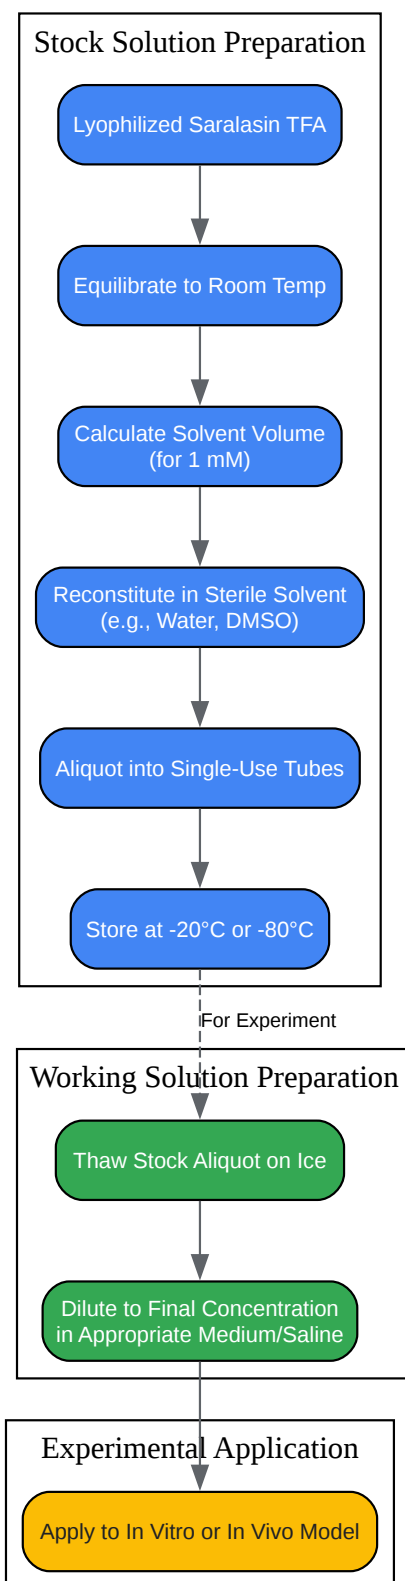 Stock Solution Preparation
Lyophilized Saralasin TFA
Equilibrate to Room Temp
Calculate Solvent Volume
(for 1 mM)
Reconstitute in Sterile Solvent
(e.g., Water, DMSO)
Aliquot into Single-Use Tubes
Store at -20°C or -80°C
For Experiment
Working Solution Preparation
Thaw Stock Aliquot on Ice
Dilute to Final Concentration
in Appropriate Medium/Saline
Experimental Application
Apply to In Vitro or In Vivo Model